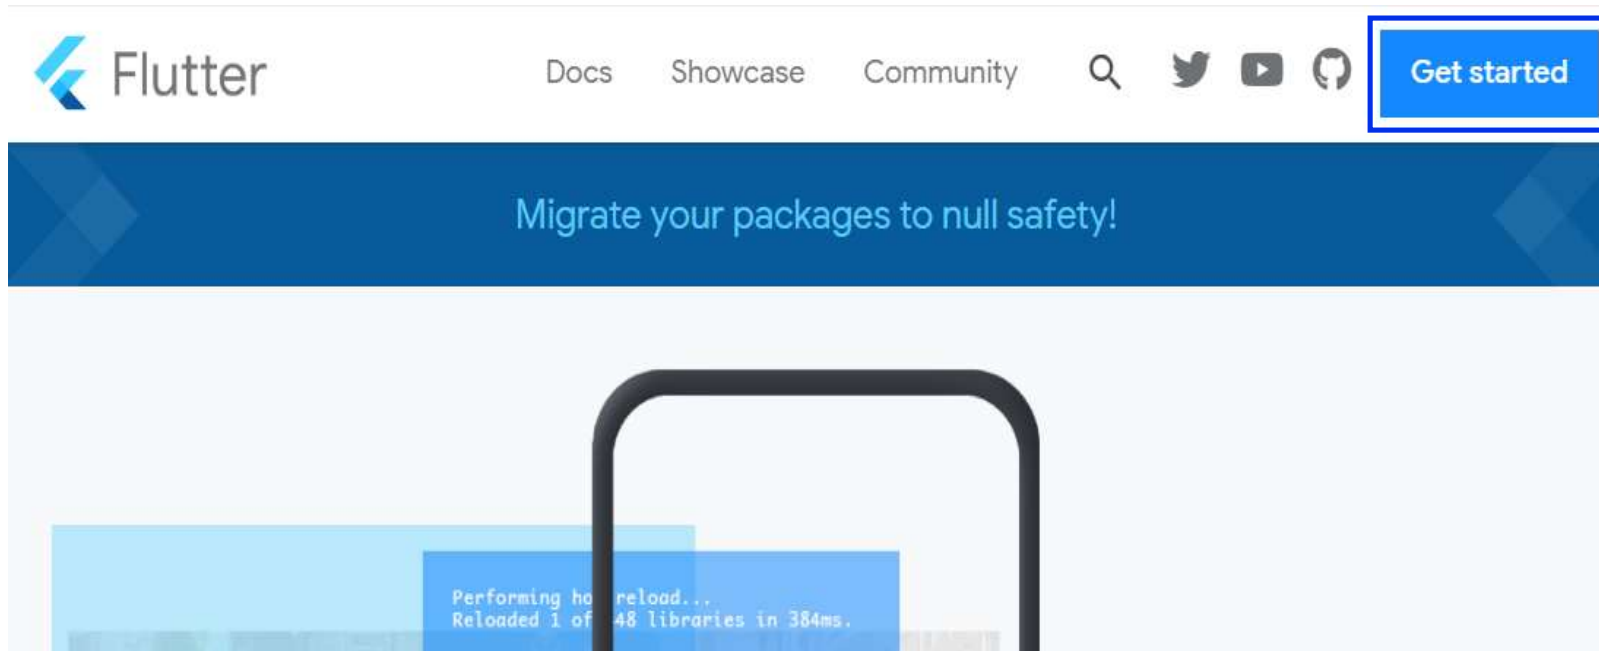 Flutter Docs Showcase Community Get started
Migrate your packages to null safety!
Performing ho reload...
Reloaded 1 of 48 libraries in 384ms.